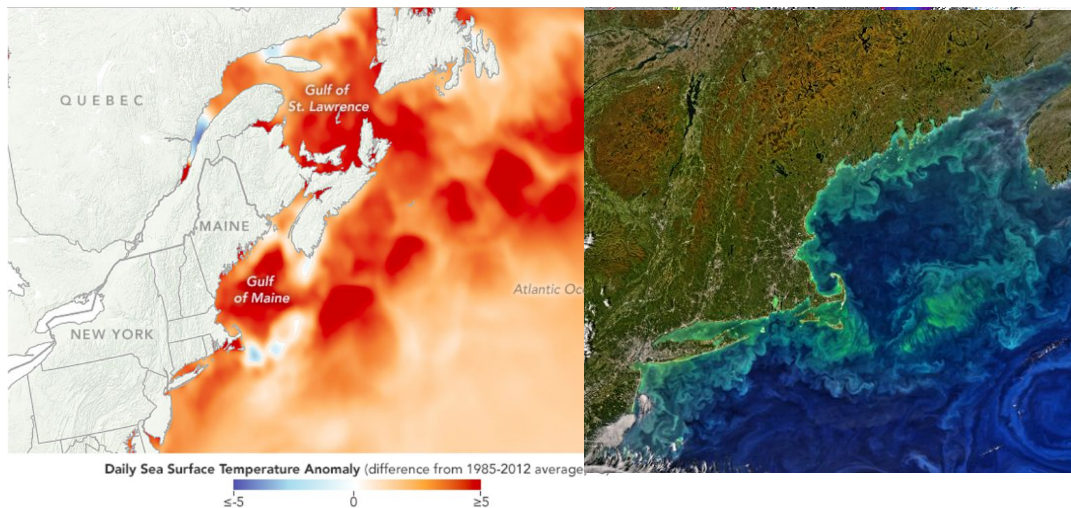 QUEBEC
Gulf of
St. Lawrence
MAINE
Gulf
of Maine
NEW YORK
Atlantic Oc
Daily Sea Surface Temperature Anomaly (difference from 1985-2012 average,
≤-5 0 ≥5